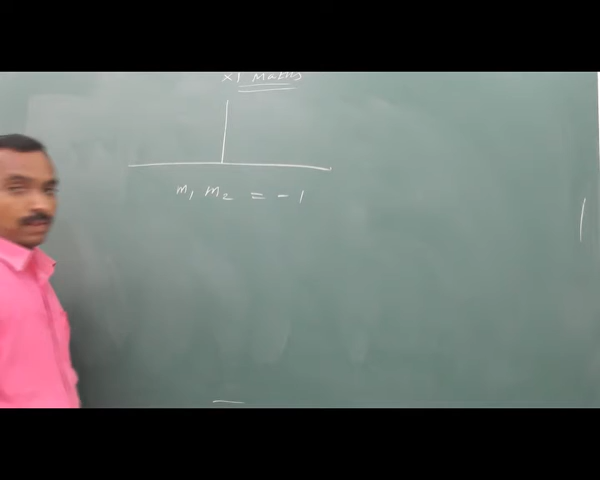 XI Maths
m₁ m₂ = - 1